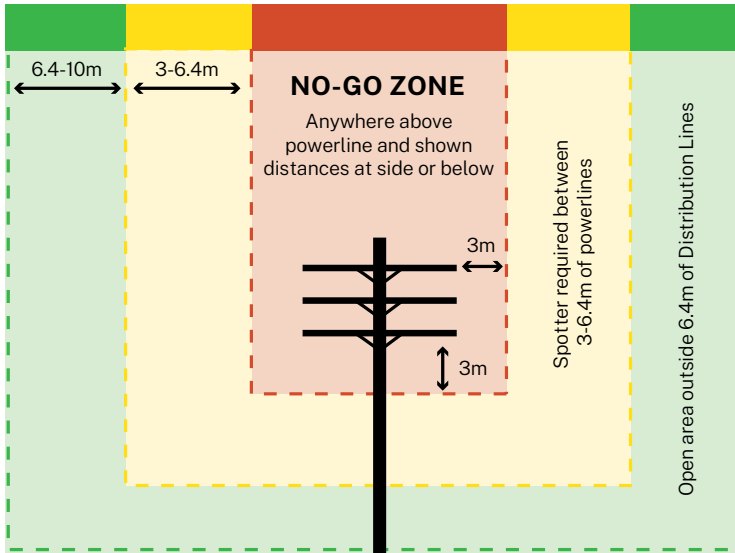 6.4-10m
3-6.4m
NO-GO ZONE
Anywhere above
powerline and shown
distances at side or below
3m
3m
Spotter required between
3-6.4m of powerlines
Open area outside 6.4m of Distribution Lines